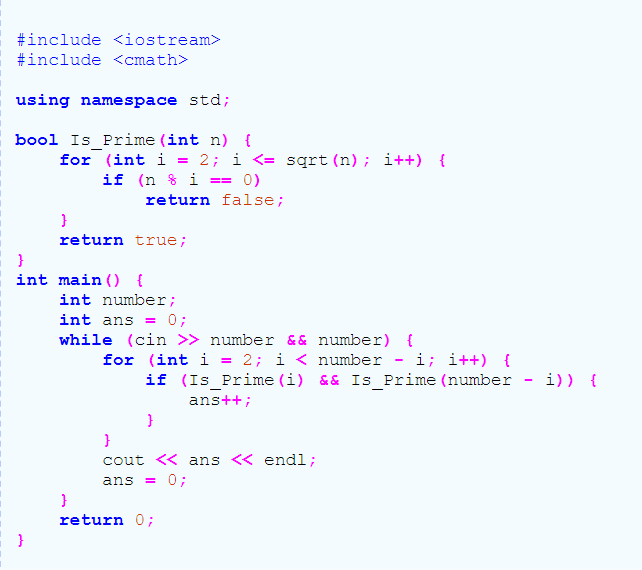 #include <iostream>
#include <cmath>
using namespace std;
bool Is_Prime(int n) {
    for (int i = 2; i <= sqrt(n); i++) {
        if (n % i == 0)
            return false;
    }
    return true;
}
int main() {
    int number;
    int ans = 0;
    while (cin >> number && number) {
        for (int i = 2; i < number - i; i++) {
            if (Is_Prime(i) && Is_Prime(number - i)) {
                ans++;
            }
        }
        cout << ans << endl;
        ans = 0;
    }
    return 0;
}